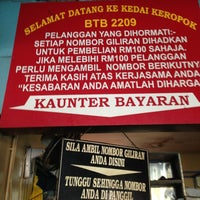 SELAMAT DATANG KE KEDAI KEROPOK
BTB 2209
PELANGGAN YANG DIHORMATI:
SETIAP NOMBOR GILIRAN DIHADKAN
UNTUK PEMBELIAN RM100 SAHAJA.
JIKA MELEBIHI RM100 PELANGGAN
PERLU MENGAMBIL NOMBOR BERIKUTNYA
TERIMA KASIH ATAS KERJASAMA ANDA
"KESABARAN ANDA AMATLAH DIHARGAI
KAUNTER BAYARAN
SILA AMBIL NOMBOR GILIRAN
ANDA DISINI
TUNGGU SEHINGGA NOMBOR
ANDA DI PANGGIL